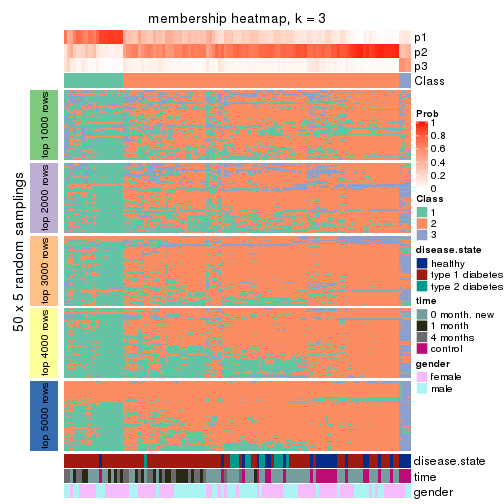 membership heatmap, k = 3
p1
p2
p3
Class
50 x 5 random samplings
top 1000 rows
top 2000 rows
top 3000 rows
top 4000 rows
top 5000 rows
disease.state
time
gender
Prob
1
0.8
0.6
0.4
0.2
0
Class
1
2
3
disease.state
healthy
type 1 diabetes
type 2 diabetes
time
0 month, new
1 month
4 months
control
gender
female
male